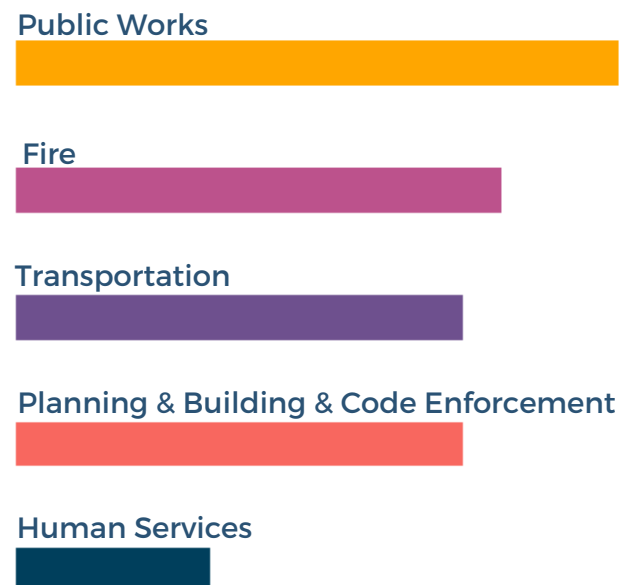 Public Works
Fire
Transportation
Planning & Building & Code Enforcement
Human Services